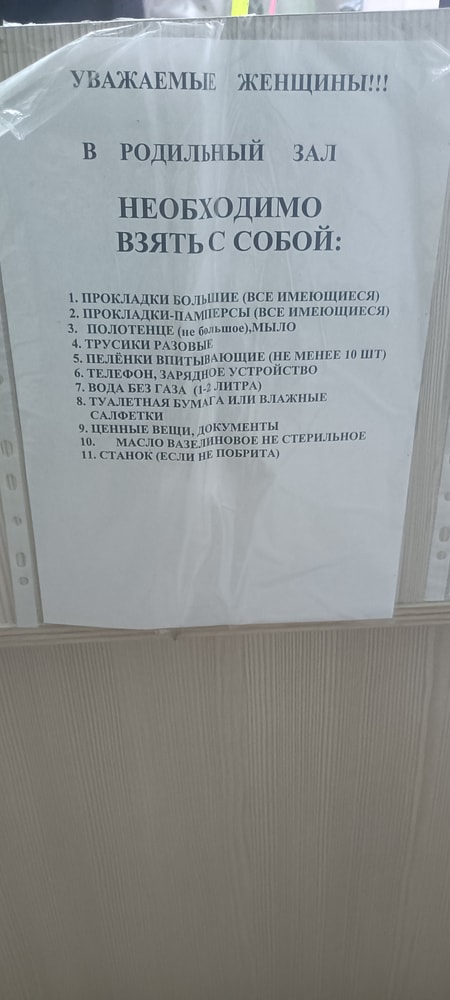 УВАЖАЕМЫЕ ЖЕНЩИНЫ!!!
В РОДИЛЬНЫЙ ЗАЛ
НЕОБХОДИМО
ВЗЯТЬ С СОБОЙ:
1. ПРОКЛАДКИ БОЛЬШИЕ (ВСЕ ИМЕЮЩИЕСЯ)
2. ПРОКЛАДКИ-ПАМПЕРСЫ (ВСЕ ИМЕЮЩИЕСЯ)
3. ПОЛОТЕНЦЕ (не большое),МЫЛО
4. ТРУСИКИ РАЗОВЫЕ
5. ПЕЛЁНКИ ВПИТЫВАЮЩИЕ (НЕ МЕНЕЕ 10 ШТ)
6. ТЕЛЕФОН, ЗАРЯДНОЕ УСТРОЙСТВО
7. ВОДА БЕЗ ГАЗА (1-2 ЛИТРА)
8. ТУАЛЕТНАЯ БУМАГА ИЛИ ВЛАЖНЫЕ
САЛФЕТКИ
9. ЦЕННЫЕ ВЕЩИ, ДОКУМЕНТЫ
10. МАСЛО ВАЗЕЛИНОВОЕ НЕ СТЕРИЛЬНОЕ
11. СТАНОК (ЕСЛИ НЕ ПОБРИТА)